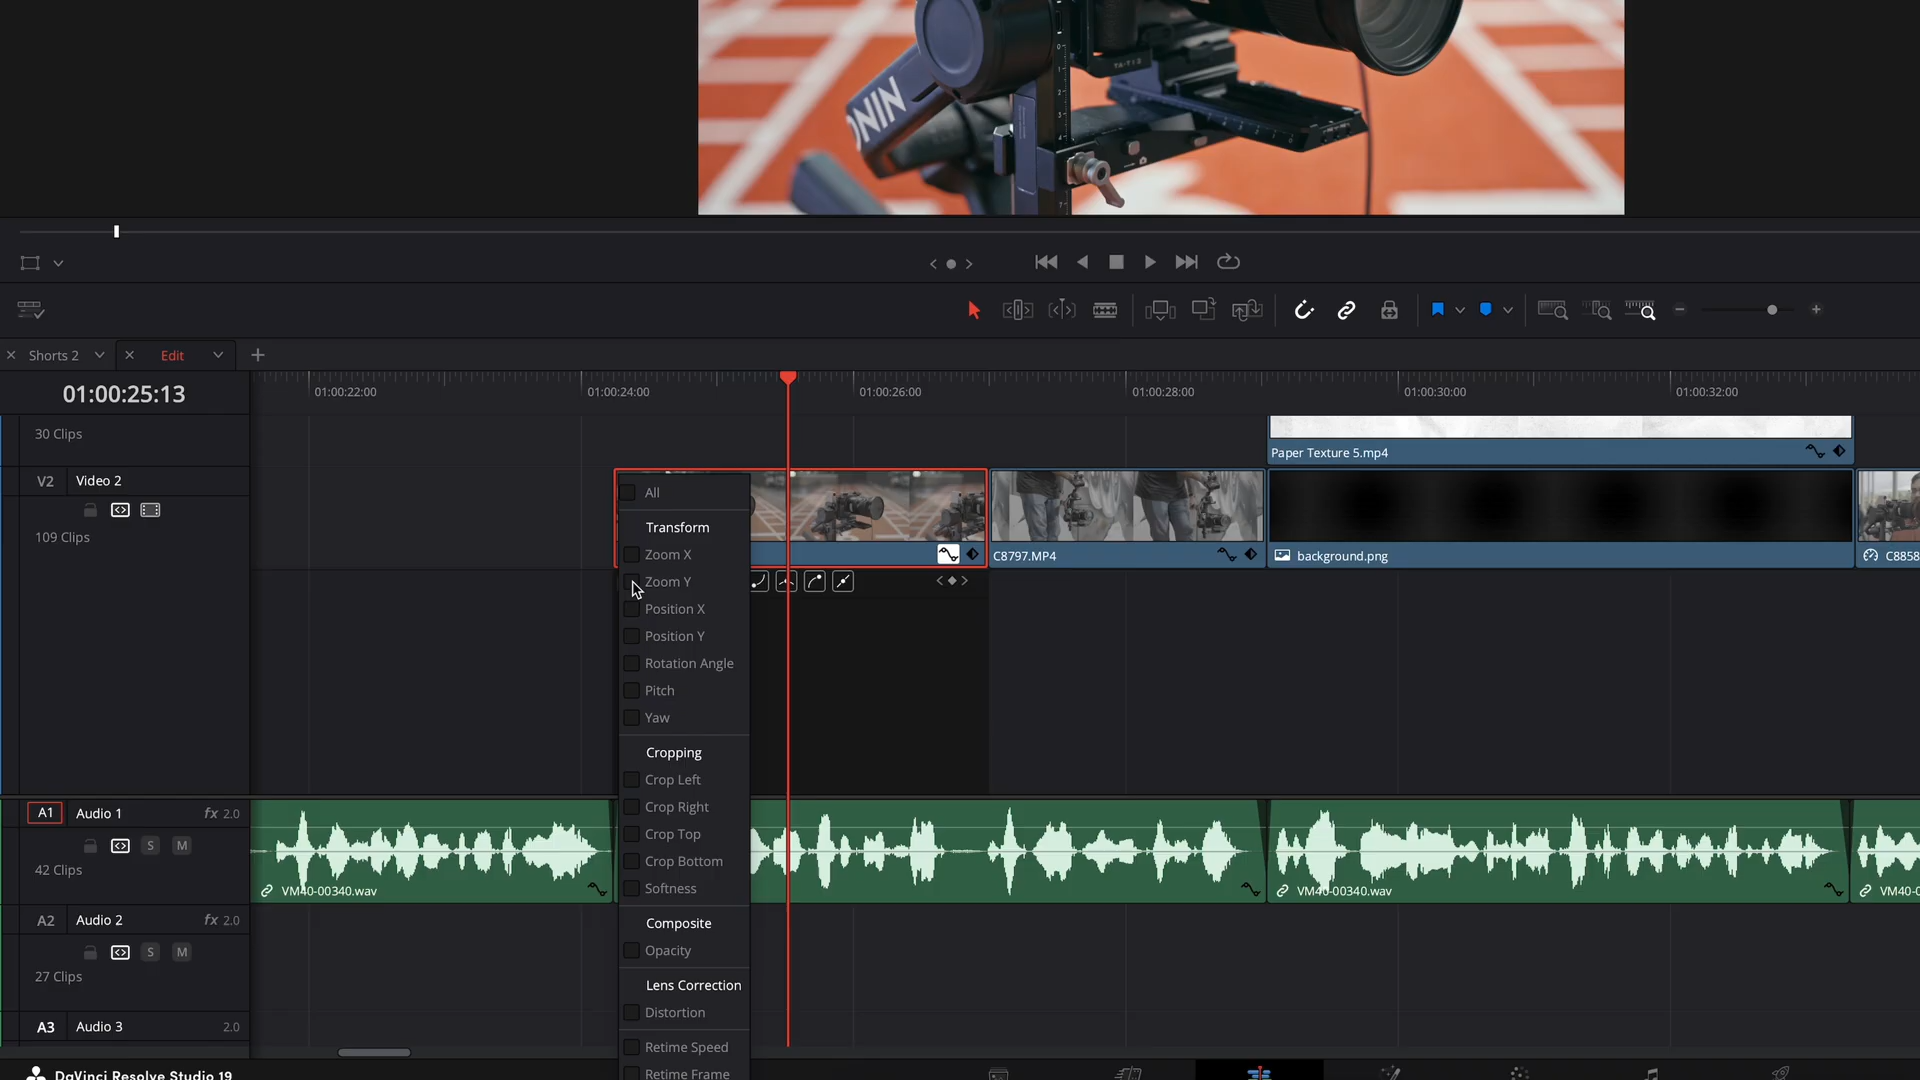 ONIN
TILTA
Shorts 2
Edit
01:00:25:13
01:00:22:00
01:00:24:00
01:00:26:00
01:00:28:00
01:00:30:00
01:00:32:00
30 Clips
Paper Texture 5.mp4
V2 Video 2
109 Clips
C8797.MP4
background.png
C8858
All
Transform
Zoom X
Zoom Y
Position X
Position Y
Rotation Angle
Pitch
Yaw
Cropping
Crop Left
Crop Right
Crop Top
Crop Bottom
Softness
Composite
Opacity
Lens Correction
Distortion
Retime Speed
Retime Frame
A1 Audio 1 fx 2.0
S M
42 Clips
VM40-00340.wav
VM40-00340.wav
VM40-0
A2 Audio 2 fx 2.0
S M
27 Clips
A3 Audio 3 2.0
DaVinci Resolve Studio 19